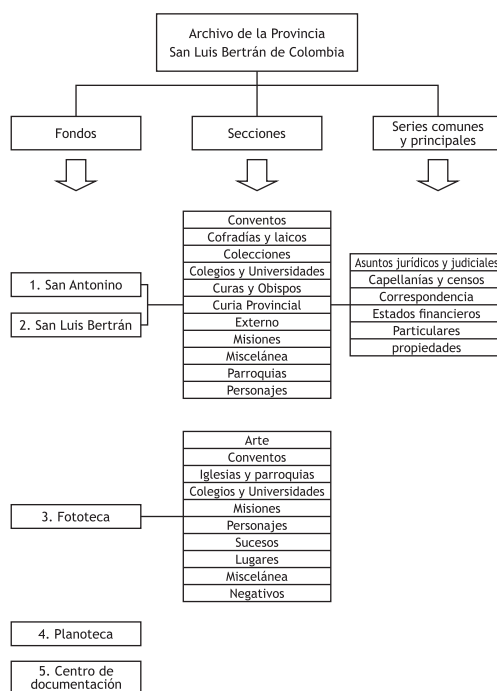 Archivo de la Provincia
San Luis Bertrán de Colombia
Fondos
Secciones
Series comunes
y principales
1. San Antonino
2. San Luis Bertrán
Conventos
Cofradías y laicos
Colecciones
Colegios y Universidades
Curas y Obispos
Curia Provincial
Externo
Misiones
Miscelánea
Parroquias
Personajes
Asuntos jurídicos y judiciales
Capellanías y censos
Correspondencia
Estados financieros
Particulares
propiedades
3. Fototeca
Arte
Conventos
Iglesias y parroquias
Colegios y Universidades
Misiones
Personajes
Sucesos
Lugares
Miscelánea
Negativos
4. Planoteca
5. Centro de
documentación